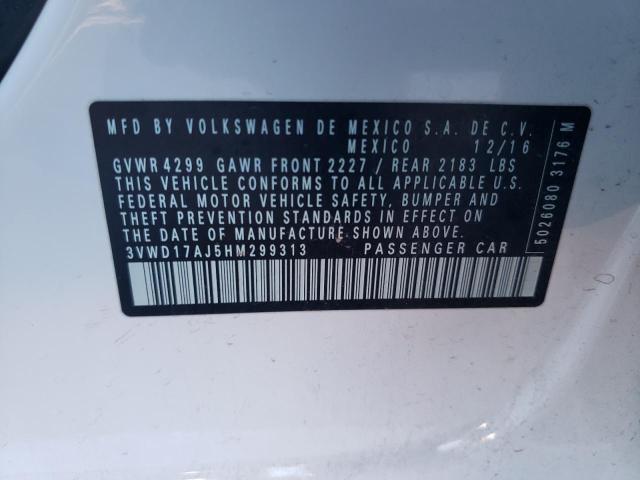 MFD BY VOLKSWAGEN DE MEXICO S.A. DE C.V.
MEXICO 12/16
GVWR 4299 GAWR FRONT 2227 / REAR 2183 LBS
THIS VEHICLE CONFORMS TO ALL APPLICABLE U.S.
FEDERAL MOTOR VEHICLE SAFETY, BUMPER AND
THEFT PREVENTION STANDARDS IN EFFECT ON
THE DATE OF MANUFACTURE SHOWN ABOVE.
3VWD17AJ5HM299313 PASSENGER CAR
5026080 3176 M